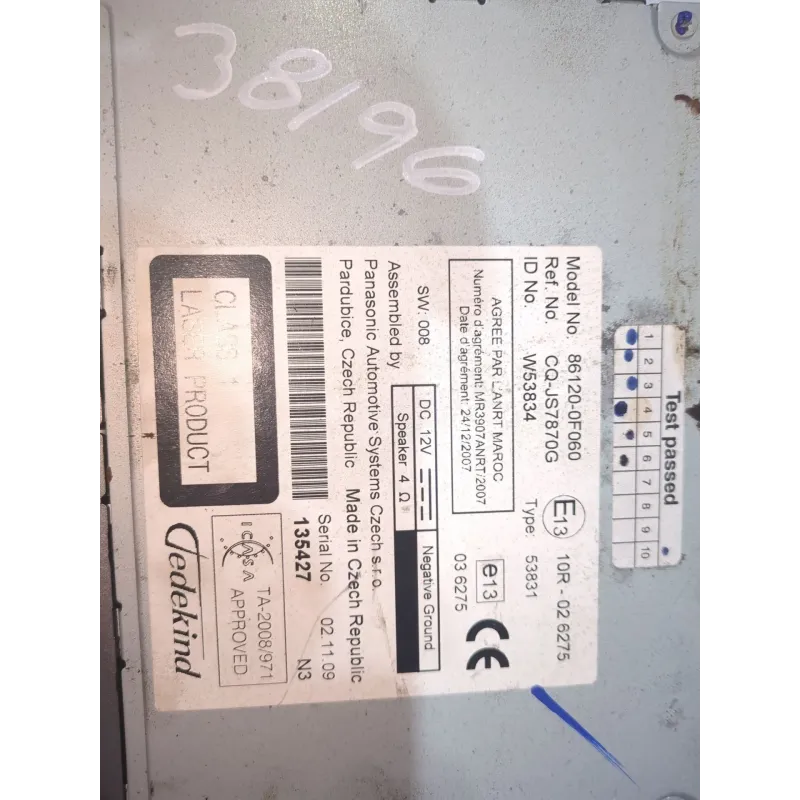 38196
Test passed
1 2 3 4 5 6 7 8 9 10
Model No. 86120-0F060
Ref. No. CQ-JS7870G
ID No. W53834
Type: 53831
E13 10R - 02 6275
e13
03 6275
CE
AGREE PAR L'ANRT MAROC
Numéro d'agrément: MR3907ANRT/2007
Date d'agrément: 24/12/2007
SW: 008
DC 12V
Negative Ground
Speaker 4 Ω
Assembled by
Panasonic Automotive Systems Czech s.r.o.
Pardubice, Czech Republic
Made in Czech Republic
Serial No. 02.11.09
135427 N3
CLASS 1
LASER PRODUCT
ICASA
TA-2008/971
APPROVED
Tedekind